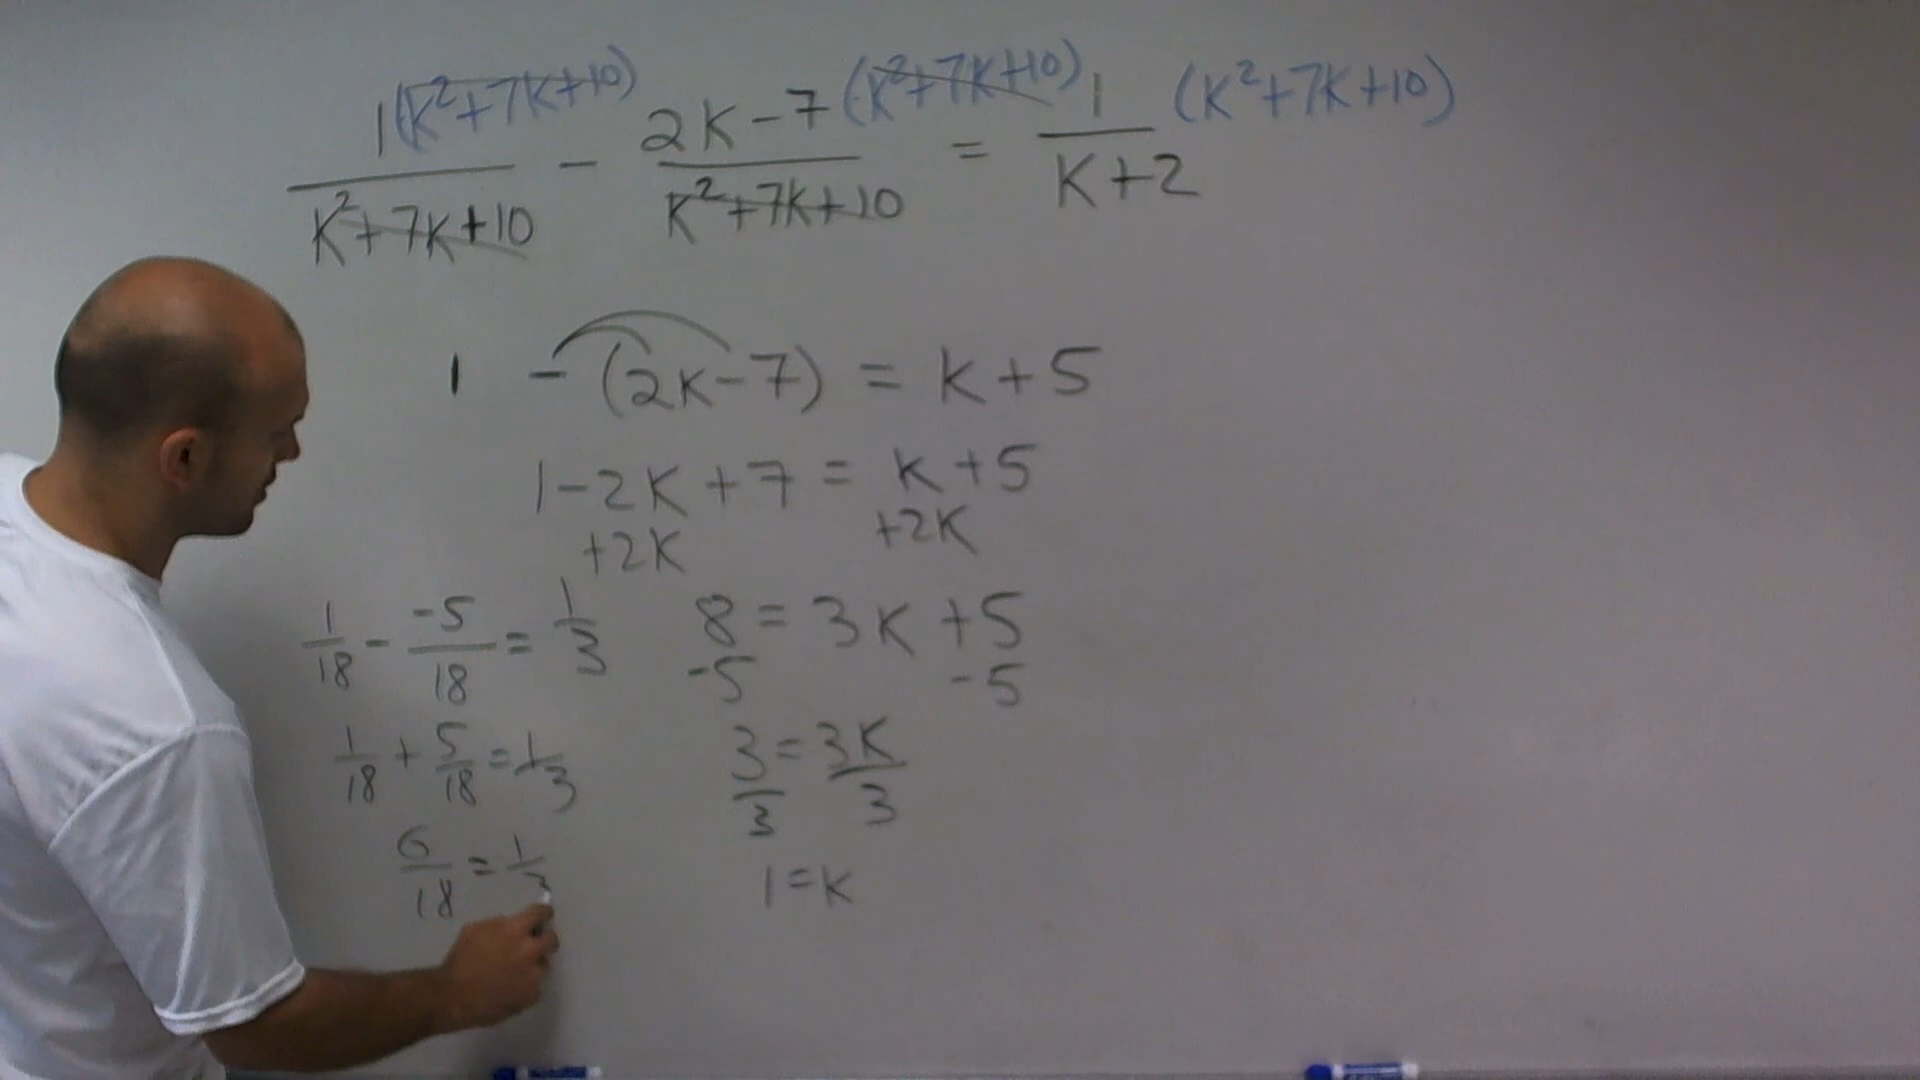 1(K²+7K+10)/K²+7K+10 - 2K-7(K²+7K+10)/K²+7K+10 = 1/K+2 (K²+7K+10)
1 - (2K-7) = K+5
1-2K+7 = K+5
+2K +2K
1/18 - -5/18 = 1/3
8 = 3K+5
-5 -5
1/18 + 5/18 = 1/3
3/3 = 3K/3
6/18 = 1/3
1=K